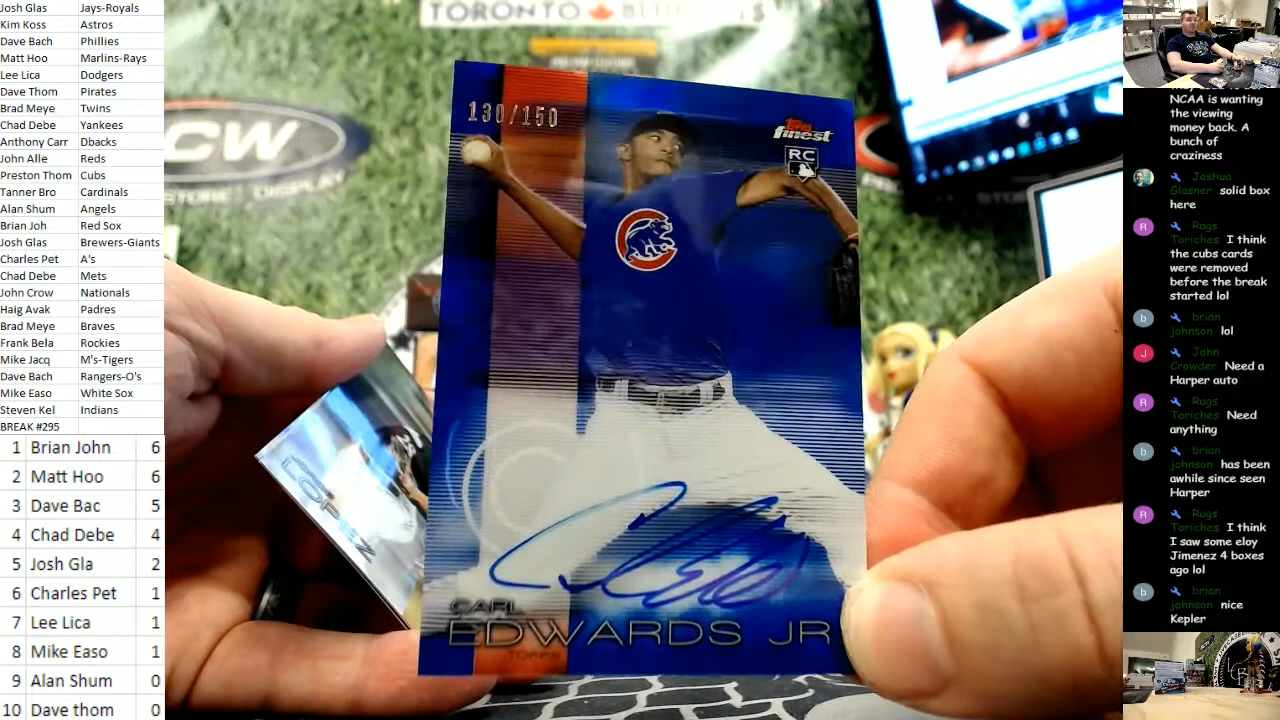 Josh Glas Jays-Royals
Kim Koss Astros
Dave Bach Phillies
Matt Hoo Marlins-Rays
Lee Lica Dodgers
Dave Thom Pirates
Brad Meye Twins
Chad Debe Yankees
Anthony Carr Dbacks
John Alle Reds
Preston Thom Cubs
Tanner Bro Cardinals
Alan Shum Angels
Brian Joh Red Sox
Josh Glas Brewers-Giants
Charles Pet A's
Chad Debe Mets
John Crow Nationals
Haig Avak Padres
Brad Meye Braves
Frank Bela Rockies
Mike Jacq M's-Tigers
Dave Bach Rangers-O's
Mike Easo White Sox
Steven Kel Indians
BREAK #295
1 Brian John 6
2 Matt Hoo 6
3 Dave Bac 5
4 Chad Debe 4
5 Josh Gla 2
6 Charles Pet 1
7 Lee Lica 1
8 Mike Easo 1
9 Alan Shum 0
10 Dave thom 0
TORONTO BLUE JAYS
CW
130/150
Topps
finest
RC
CARL
EDWARDS JR
TOPPS
NCAA is wanting
the viewing
money back. A
bunch of
craziness
Joshua
Glasner solid box
here
R Rags
Toriches I think
the cubs cards
were removed
before the break
started lol
b brian
johnson lol
J John
Crowder Need a
Harper auto
R Rags
Toriches Need
anything
b brian
johnson has been
awhile since seen
Harper
R Rags
Toriches I think
I saw some eloy
Jimenez 4 boxes
ago lol
b brian
johnson nice
Kepler